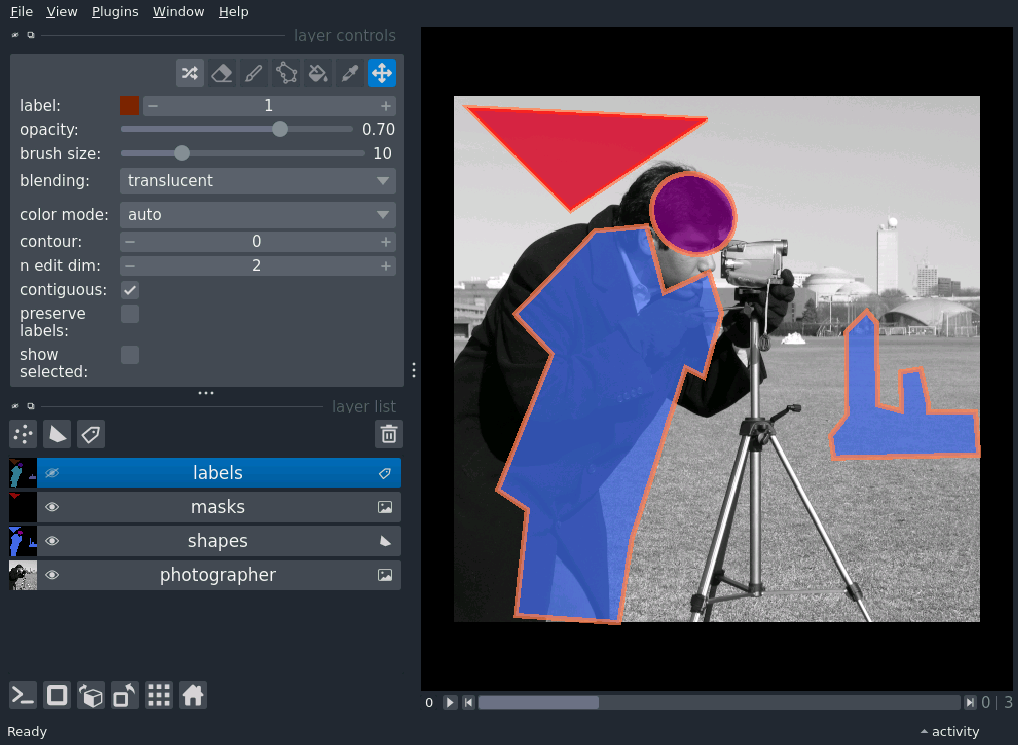 File View Plugins Window Help
layer controls
label: 1
opacity: 0.70
brush size: 10
blending: translucent
color mode: auto
contour: 0
n edit dim: 2
contiguous:
preserve
labels:
show
selected:
layer list
labels
masks
shapes
photographer
0 0 | 3
Ready activity